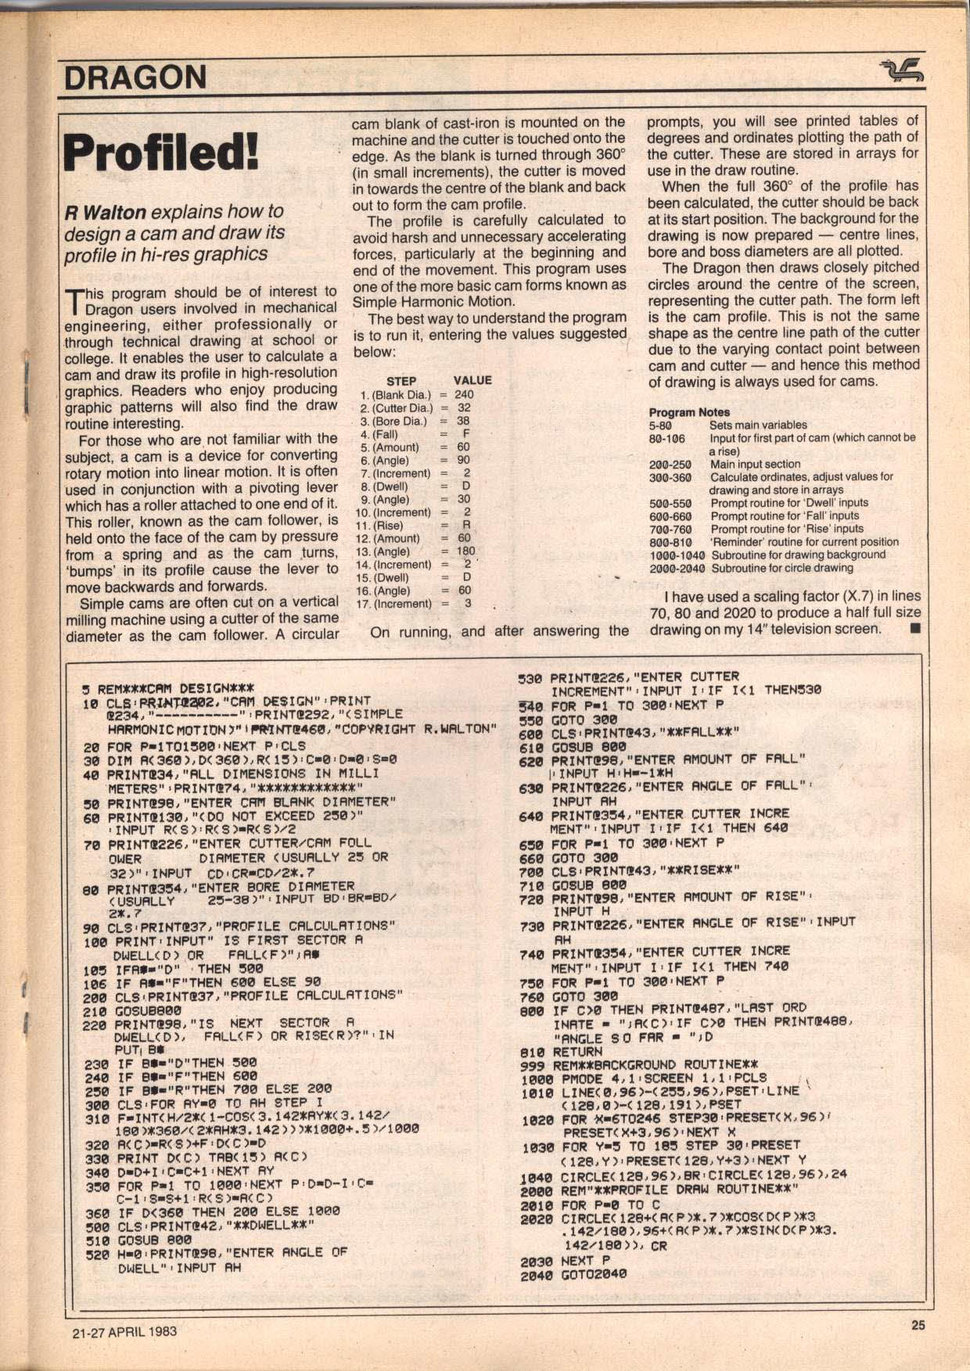 DRAGON
Profiled!
R Walton explains how to
design a cam and draw its
profile in hi-res graphics
This program should be of interest to
Dragon users involved in mechanical
engineering, either professionally or
through technical drawing at school or
college. It enables the user to calculate a
cam and draw its profile in high-resolution
graphics. Readers who enjoy producing
graphic patterns will also find the draw
routine interesting.
For those who are not familiar with the
subject, a cam is a device for converting
rotary motion into linear motion. It is often
used in conjunction with a pivoting lever
which has a roller attached to one end of it.
This roller, known as the cam follower, is
held onto the face of the cam by pressure
from a spring and as the cam turns,
'bumps' in its profile cause the lever to
move backwards and forwards.
Simple cams are often cut on a vertical
milling machine using a cutter of the same
diameter as the cam follower. A circular
cam blank of cast-iron is mounted on the
machine and the cutter is touched onto the
edge. As the blank is turned through 360°
(in small increments), the cutter is moved
in towards the centre of the blank and back
out to form the cam profile.
The profile is carefully calculated to
avoid harsh and unnecessary accelerating
forces, particularly at the beginning and
end of the movement. This program uses
one of the more basic cam forms known as
Simple Harmonic Motion.
The best way to understand the program
is to run it, entering the values suggested
below:
STEP VALUE
1. (Blank Dia.) = 240
2. (Cutter Dia.) = 32
3. (Bore Dia.) = 38
4. (Fall) = F
5. (Amount) = 60
6. (Angle) = 90
7. (Increment) = 2
8. (Dwell) = D
9. (Angle) = 30
10. (Increment) = 2
11. (Rise) = R
12. (Amount) = 60
13. (Angle) = 180
14. (Increment) = 2
15. (Dwell) = D
16. (Angle) = 60
17. (Increment) = 3
On running, and after answering the
prompts, you will see printed tables of
degrees and ordinates plotting the path of
the cutter. These are stored in arrays for
use in the draw routine.
When the full 360° of the profile has
been calculated, the cutter should be back
at its start position. The background for the
drawing is now prepared — centre lines,
bore and boss diameters are all plotted.
The Dragon then draws closely pitched
circles around the centre of the screen,
representing the cutter path. The form left
is the cam profile. This is not the same
shape as the centre line path of the cutter
due to the varying contact point between
cam and cutter — and hence this method
of drawing is always used for cams.
Program Notes
5-80 Sets main variables
80-106 Input for first part of cam (which cannot be
a rise)
200-250 Main input section
300-360 Calculate ordinates, adjust values for
drawing and store in arrays
500-550 Prompt routine for 'Dwell' inputs
600-660 Prompt routine for 'Fall' inputs
700-760 Prompt routine for 'Rise' inputs
800-810 'Reminder' routine for current position
1000-1040 Subroutine for drawing background
2000-2040 Subroutine for circle drawing
I have used a scaling factor (X.7) in lines
70, 80 and 2020 to produce a half full size
drawing on my 14" television screen.
5 REM***CAM DESIGN***
10 CLS:PRINT@202,"CAM DESIGN":PRINT
@234,"----------":PRINT@292,"(SIMPLE
HARMONIC MOTION)":PRINT@460,"COPYRIGHT R.WALTON"
20 FOR P=1TO1500:NEXT P:CLS
30 DIM A(360),D(360),R(15):C=0:D=0:S=0
40 PRINT@34,"ALL DIMENSIONS IN MILLI
METERS":PRINT@74,"************"
50 PRINT@98,"ENTER CAM BLANK DIAMETER"
60 PRINT@130,"(DO NOT EXCEED 250)"
:INPUT R(S):R(S)=R(S)/2
70 PRINT@226,"ENTER CUTTER/CAM FOLL
OWER DIAMETER (USUALLY 25 OR
32)":INPUT CD:CR=CD/2*.7
80 PRINT@354,"ENTER BORE DIAMETER
(USUALLY 25-38)":INPUT BD:BR=BD/
2*.7
90 CLS:PRINT@37,"PROFILE CALCULATIONS"
100 PRINT:INPUT" IS FIRST SECTOR A
DWELL(D) OR FALL(F)";A$
105 IFA$="D" THEN 500
106 IF A$="F"THEN 600 ELSE 90
200 CLS:PRINT@37,"PROFILE CALCULATIONS"
210 GOSUB800
220 PRINT@98,"IS NEXT SECTOR A
DWELL(D), FALL(F) OR RISE(R)?":IN
PUT; B$
230 IF B$="D"THEN 500
240 IF B$="F"THEN 600
250 IF B$="R"THEN 700 ELSE 200
300 CLS:FOR AY=0 TO AH STEP I
310 F=INT(H/2*(1-COS(3.142*AY*(3.142/
180)*360/(2*AH*3.142)))*1000+.5)/1000
320 A(C)=R(S)+F:D(C)=D
330 PRINT D(C) TAB(15) A(C)
340 D=D+I:C=C+1:NEXT AY
350 FOR P=1 TO 1000:NEXT P:D=D-I:C=
C-1:S=S+1:R(S)=A(C)
360 IF D<360 THEN 200 ELSE 1000
500 CLS:PRINT@42,"**DWELL**"
510 GOSUB 800
520 H=0:PRINT@98,"ENTER ANGLE OF
DWELL":INPUT AH
530 PRINT@226,"ENTER CUTTER
INCREMENT":INPUT I:IF I<1 THEN530
540 FOR P=1 TO 300:NEXT P
550 GOTO 300
600 CLS:PRINT@43,"**FALL**"
610 GOSUB 800
620 PRINT@98,"ENTER AMOUNT OF FALL"
:INPUT H:H=-1*H
630 PRINT@226,"ENTER ANGLE OF FALL":
INPUT AH
640 PRINT@354,"ENTER CUTTER INCRE
MENT":INPUT I:IF I<1 THEN 640
650 FOR P=1 TO 300:NEXT P
660 GOTO 300
700 CLS:PRINT@43,"**RISE**"
710 GOSUB 800
720 PRINT@98,"ENTER AMOUNT OF RISE":
INPUT H
730 PRINT@226,"ENTER ANGLE OF RISE":INPUT
AH
740 PRINT@354,"ENTER CUTTER INCRE
MENT":INPUT I:IF I<1 THEN 740
750 FOR P=1 TO 300:NEXT P
760 GOTO 300
800 IF C>0 THEN PRINT@487,"LAST ORD
INATE = ";A(C):IF C>0 THEN PRINT@488,
"ANGLE SO FAR = ";D
810 RETURN
999 REM**BACKGROUND ROUTINE**
1000 PMODE 4,1:SCREEN 1,1:PCLS
1010 LINE(0,96)-(255,96),PSET:LINE
(128,0)-(128,191),PSET
1020 FOR X=6TO246 STEP30:PRESET(X,96):
PRESET(X+3,96):NEXT X
1030 FOR Y=5 TO 185 STEP 30:PRESET
(128,Y):PRESET(128,Y+3):NEXT Y
1040 CIRCLE(128,96),BR:CIRCLE(128,96),24
2000 REM"**PROFILE DRAW ROUTINE**"
2010 FOR P=0 TO C
2020 CIRCLE(128+(A(P)*.7)*COS(D(P)*3
.142/180),96+(A(P)*.7)*SIN(D(P)*3.
142/180)), CR
2030 NEXT P
2040 GOTO2040
21-27 APRIL 1983
25